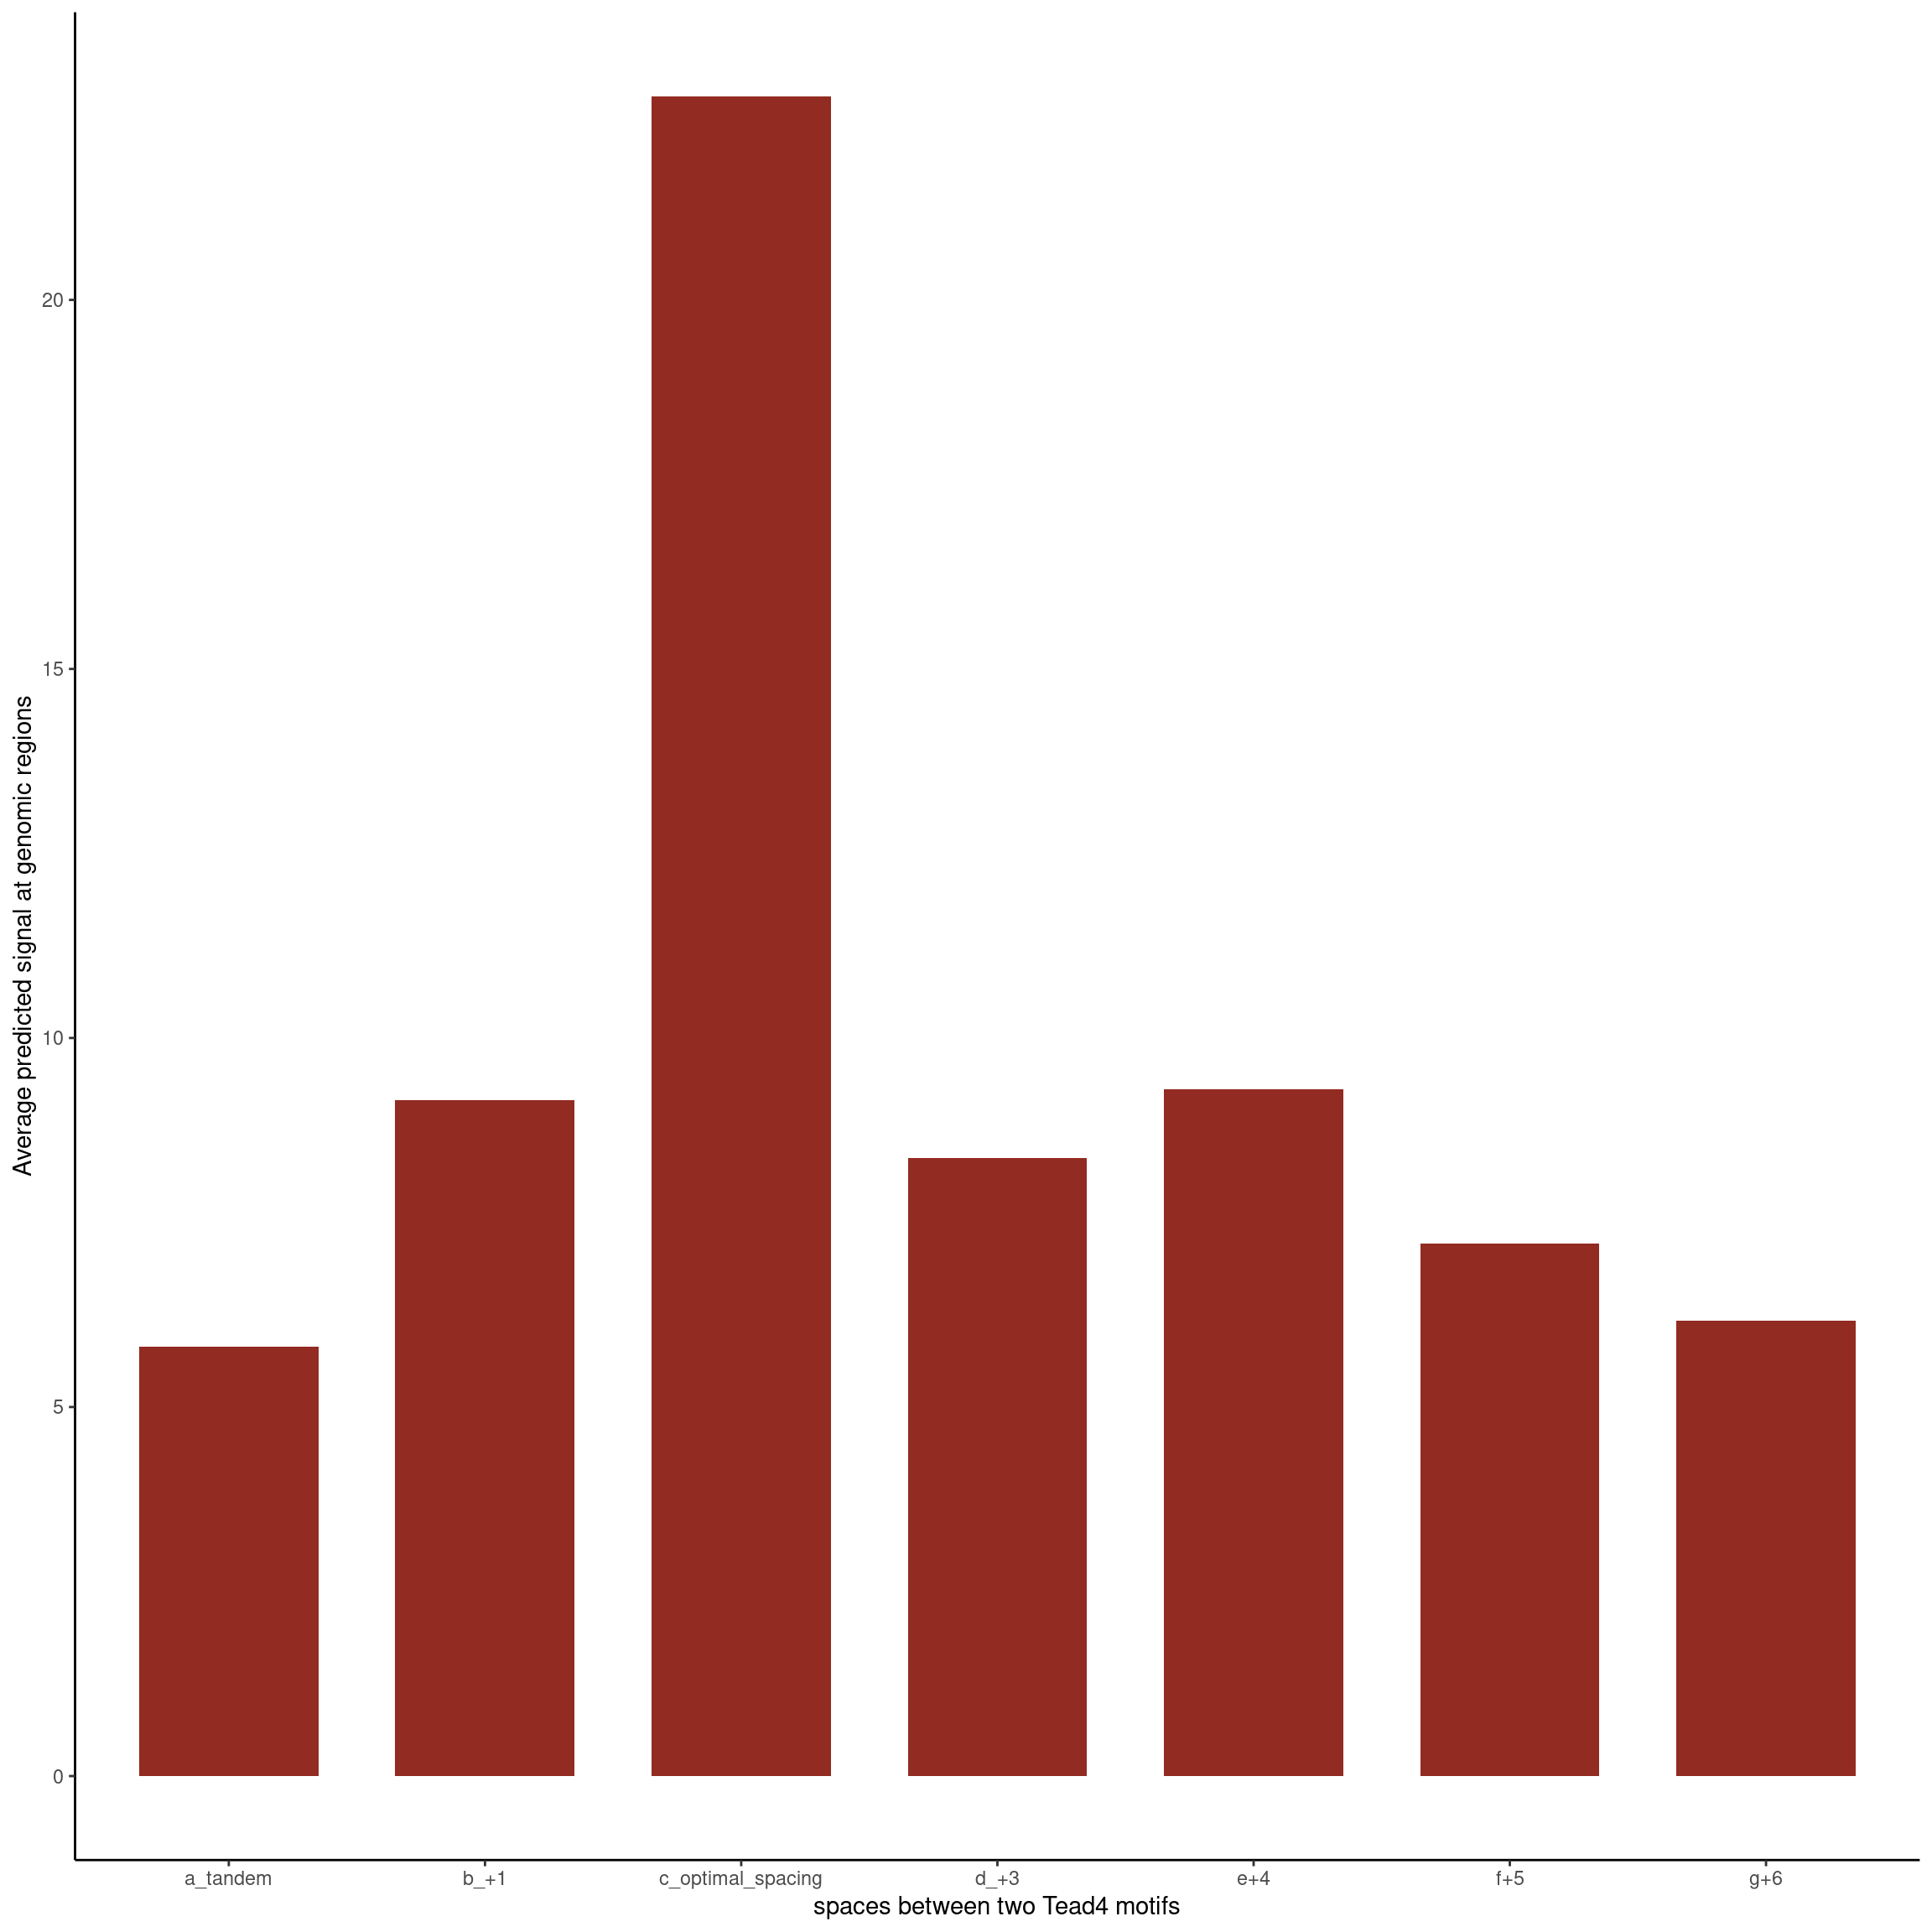 Average predicted signal at genomic regions
20
15
10
5
0
a_tandem b_+1 c_optimal_spacing d_+3 e+4 f+5 g+6
spaces between two Tead4 motifs